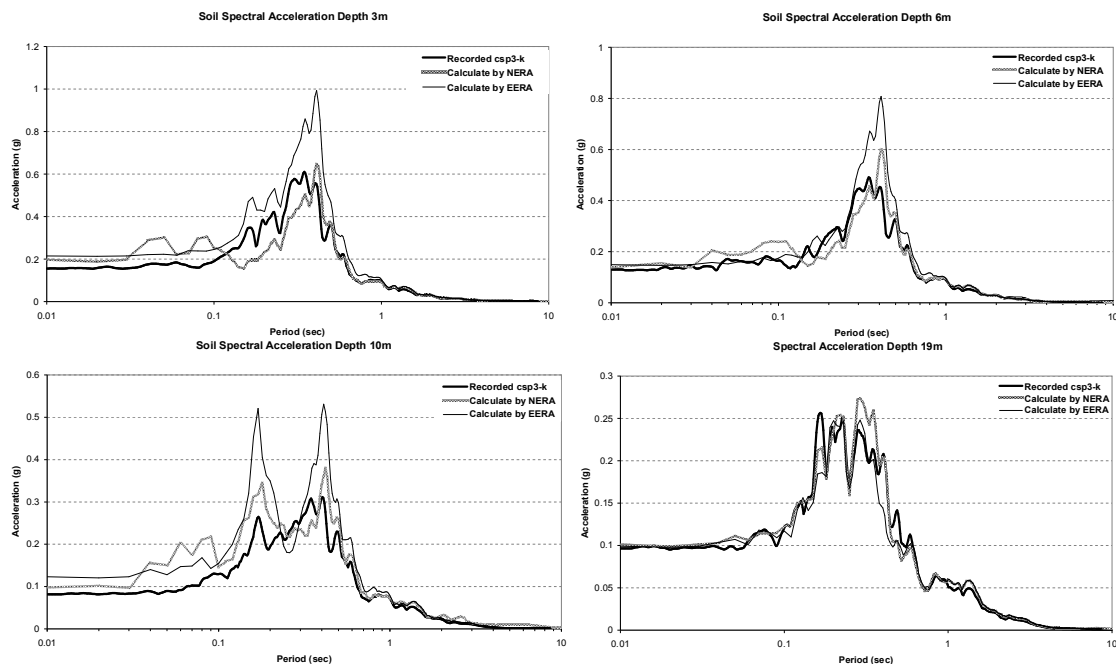 Soil Spectral Acceleration Depth 3m
1.2
1
0.8
0.6
0.4
0.2
0
Acceleration (g)
Recorded csp3-k
Calculate by NERA
Calculate by EERA
0.01
0.1
1
10
Period (sec)
Soil Spectral Acceleration Depth 6m
1
0.8
0.6
0.4
0.2
0
Acceleration (g)
Recorded csp3-k
Calculate by NERA
Calculate by EERA
0.01
0.1
1
10
Period (sec)
Soil Spectral Acceleration Depth 10m
0.6
0.5
0.4
0.3
0.2
0.1
0
Acceleration (g)
Recorded csp3-k
Calculate by NERA
Calculate by EERA
0.01
0.1
1
10
Period (sec)
Spectral Acceleration Depth 19m
0.3
0.25
0.2
0.15
0.1
0.05
0
Acceleration (g)
Recorded csp3-k
Calculate by NERA
Calculate by EERA
0.01
0.1
1
10
Period (sec)